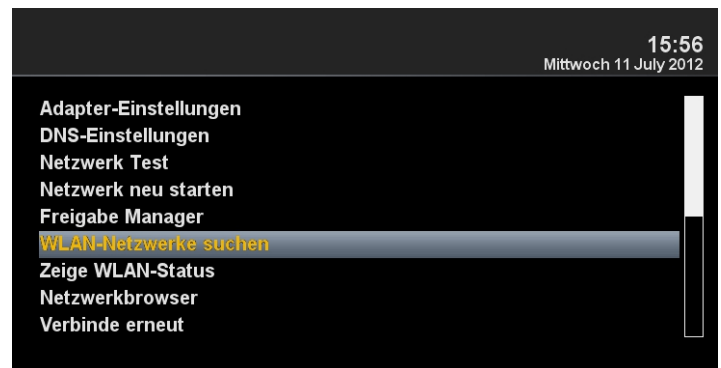 15:56
Mittwoch 11 July 2012
Adapter-Einstellungen
DNS-Einstellungen
Netzwerk Test
Netzwerk neu starten
Freigabe Manager
WLAN-Netzwerke suchen
Zeige WLAN-Status
Netzwerkbrowser
Verbinde erneut